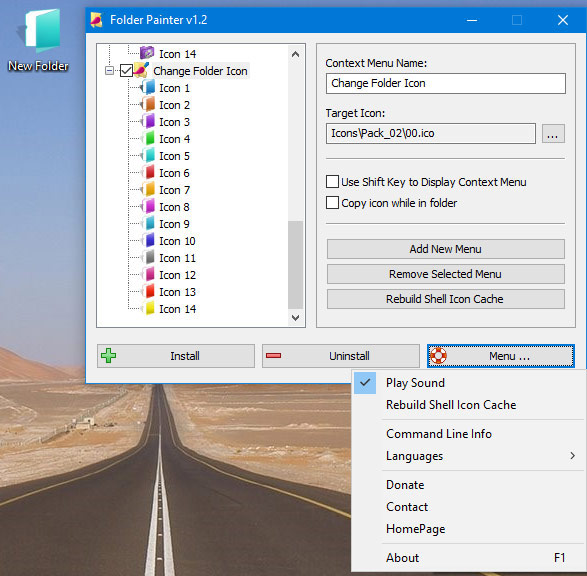 New Folder
Folder Painter v1.2
Icon 14
Change Folder Icon
Icon 1
Icon 2
Icon 3
Icon 4
Icon 5
Icon 6
Icon 7
Icon 8
Icon 9
Icon 10
Icon 11
Icon 12
Icon 13
Icon 14
Context Menu Name:
Change Folder Icon
Target Icon:
Icons\Pack_02\00.ico
...
Use Shift Key to Display Context Menu
Copy icon while in folder
Add New Menu
Remove Selected Menu
Rebuild Shell Icon Cache
Install
Uninstall
Menu ...
Play Sound
Rebuild Shell Icon Cache
Command Line Info
Languages
Donate
Contact
HomePage
About F1